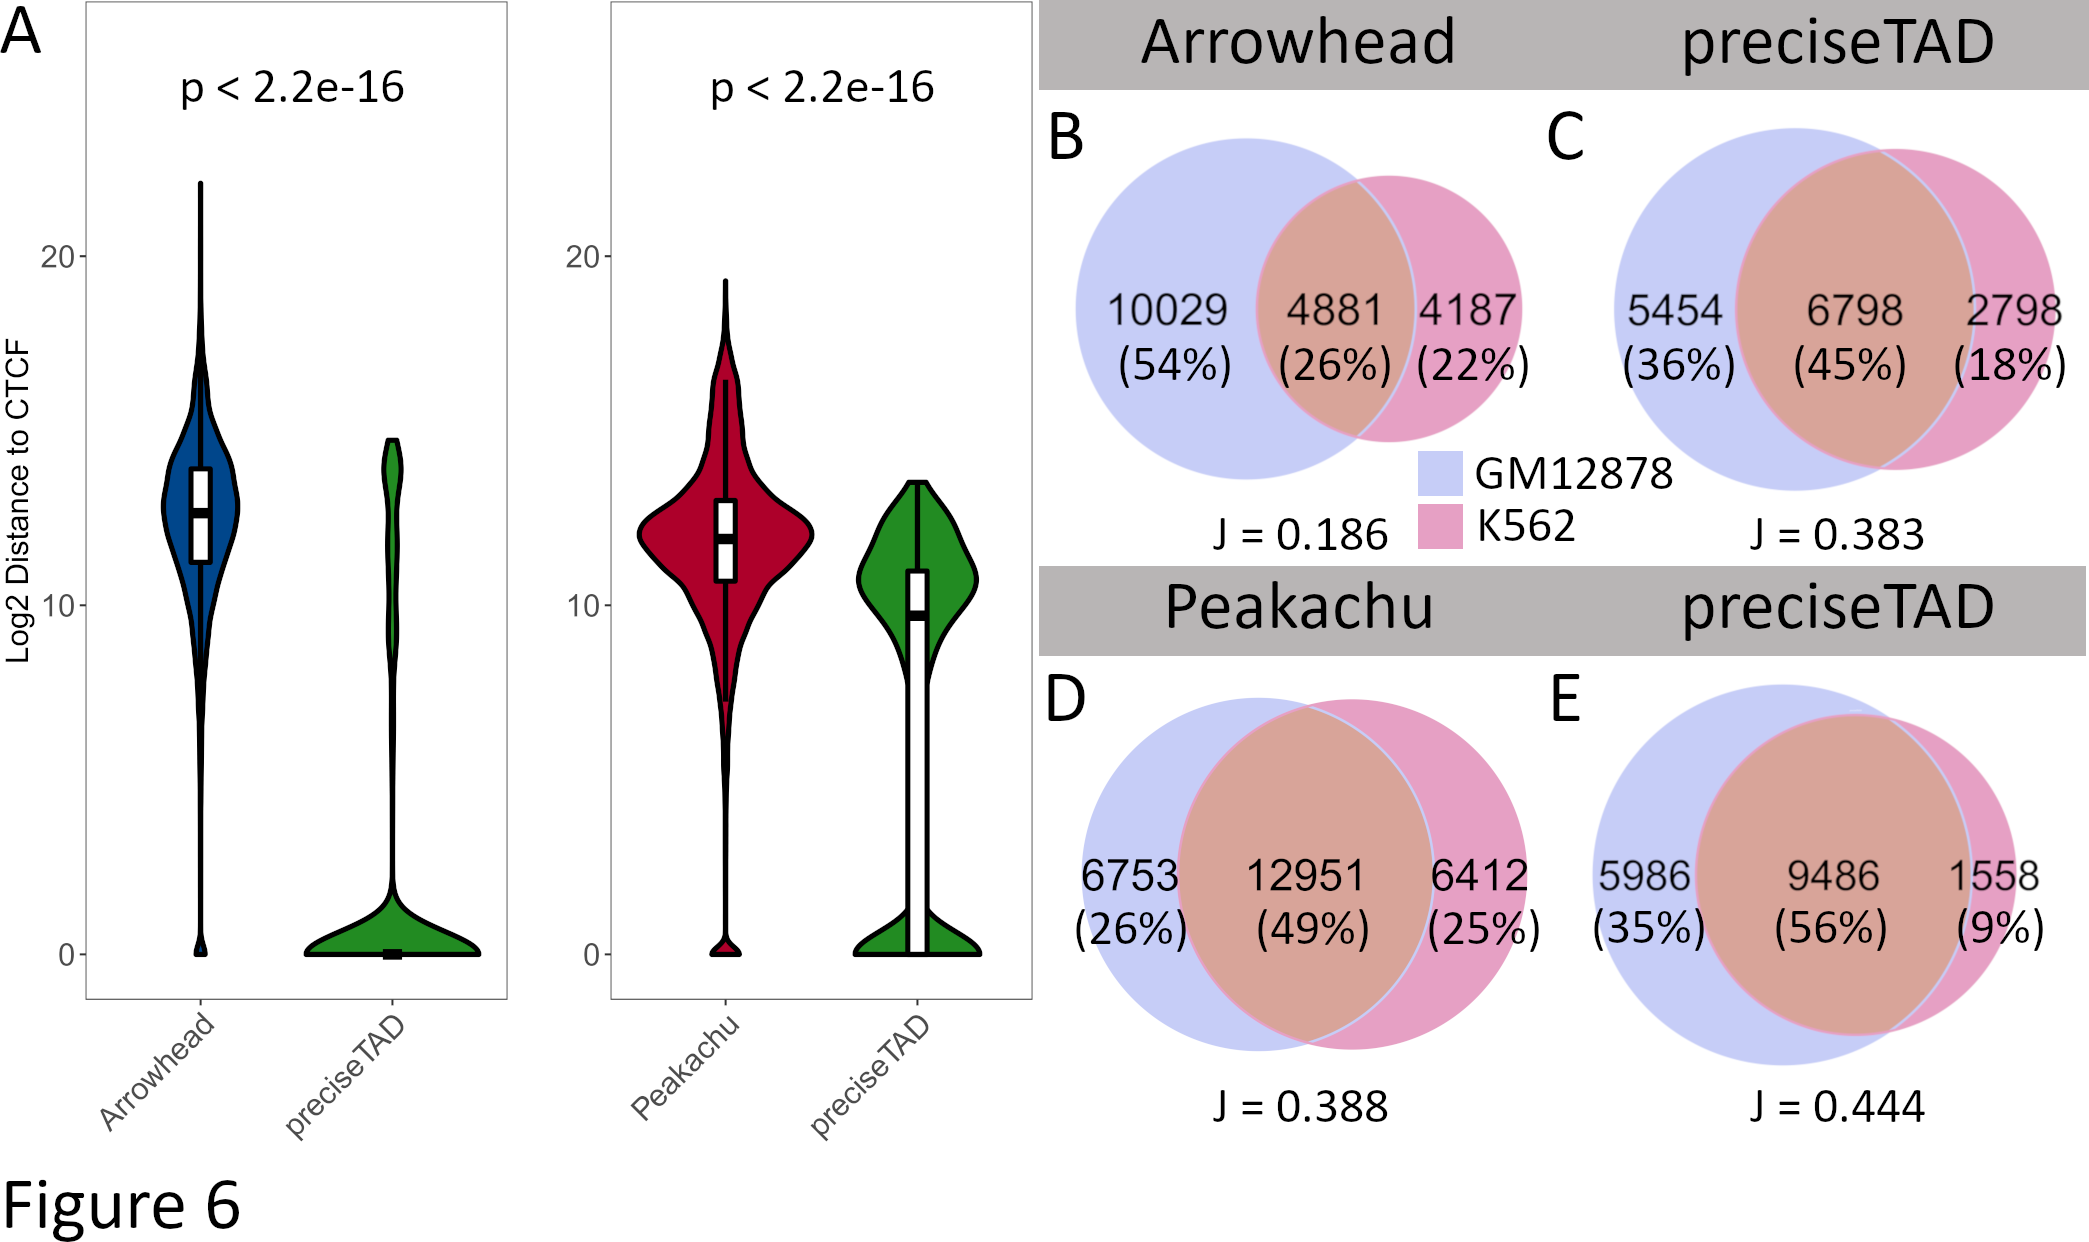 A
p < 2.2e-16
p < 2.2e-16
Log2 Distance to CTCF
20
10
0
20
10
0
Arrowhead
preciseTAD
Peakachu
preciseTAD
Arrowhead
preciseTAD
B
10029
(54%)
4881
(26%)
4187
(22%)
J = 0.186
C
5454
(36%)
6798
(45%)
2798
(18%)
J = 0.383
GM12878
K562
Peakachu
preciseTAD
D
6753
(26%)
12951
(49%)
6412
(25%)
J = 0.388
E
5986
(35%)
9486
(56%)
1558
(9%)
J = 0.444
Figure 6